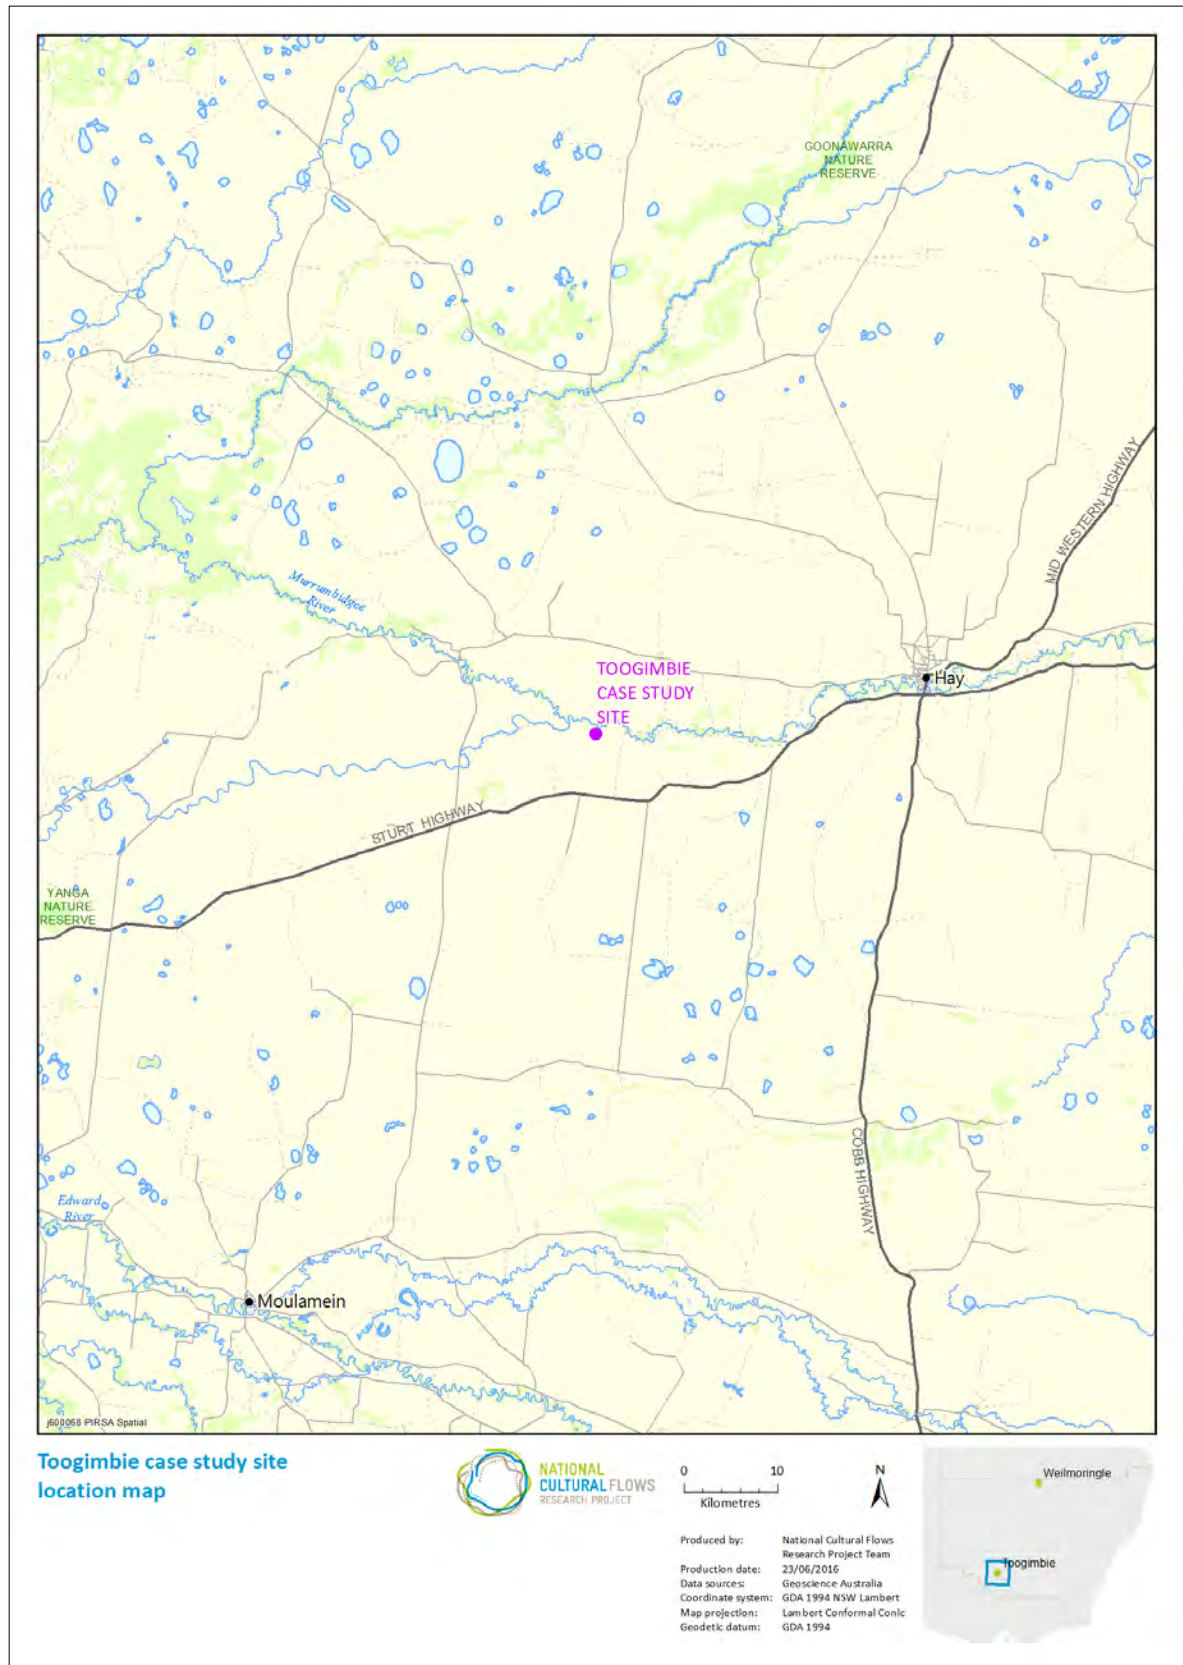 GOONAWARRA
NATURE
RESERVE
MID WESTERN HIGHWAY
Murrumbidgee
River
TOOGIMBIE
CASE STUDY
SITE
Hay
STURT HIGHWAY
YANGA
NATURE
RESERVE
COBB HIGHWAY
Edward
River
Moulamein
j600068 PIRSA Spatial
Toogimbie case study site
location map
NATIONAL
CULTURAL FLOWS
RESEARCH PROJECT
0 10
Kilometres
N
Produced by: National Cultural Flows
Research Project Team
Production date: 23/06/2016
Data sources: Geoscience Australia
Coordinate system: GDA 1994 NSW Lambert
Map projection: Lambert Conformal Conic
Geodetic datum: GDA 1994
Weilmoringle
Toogimbie